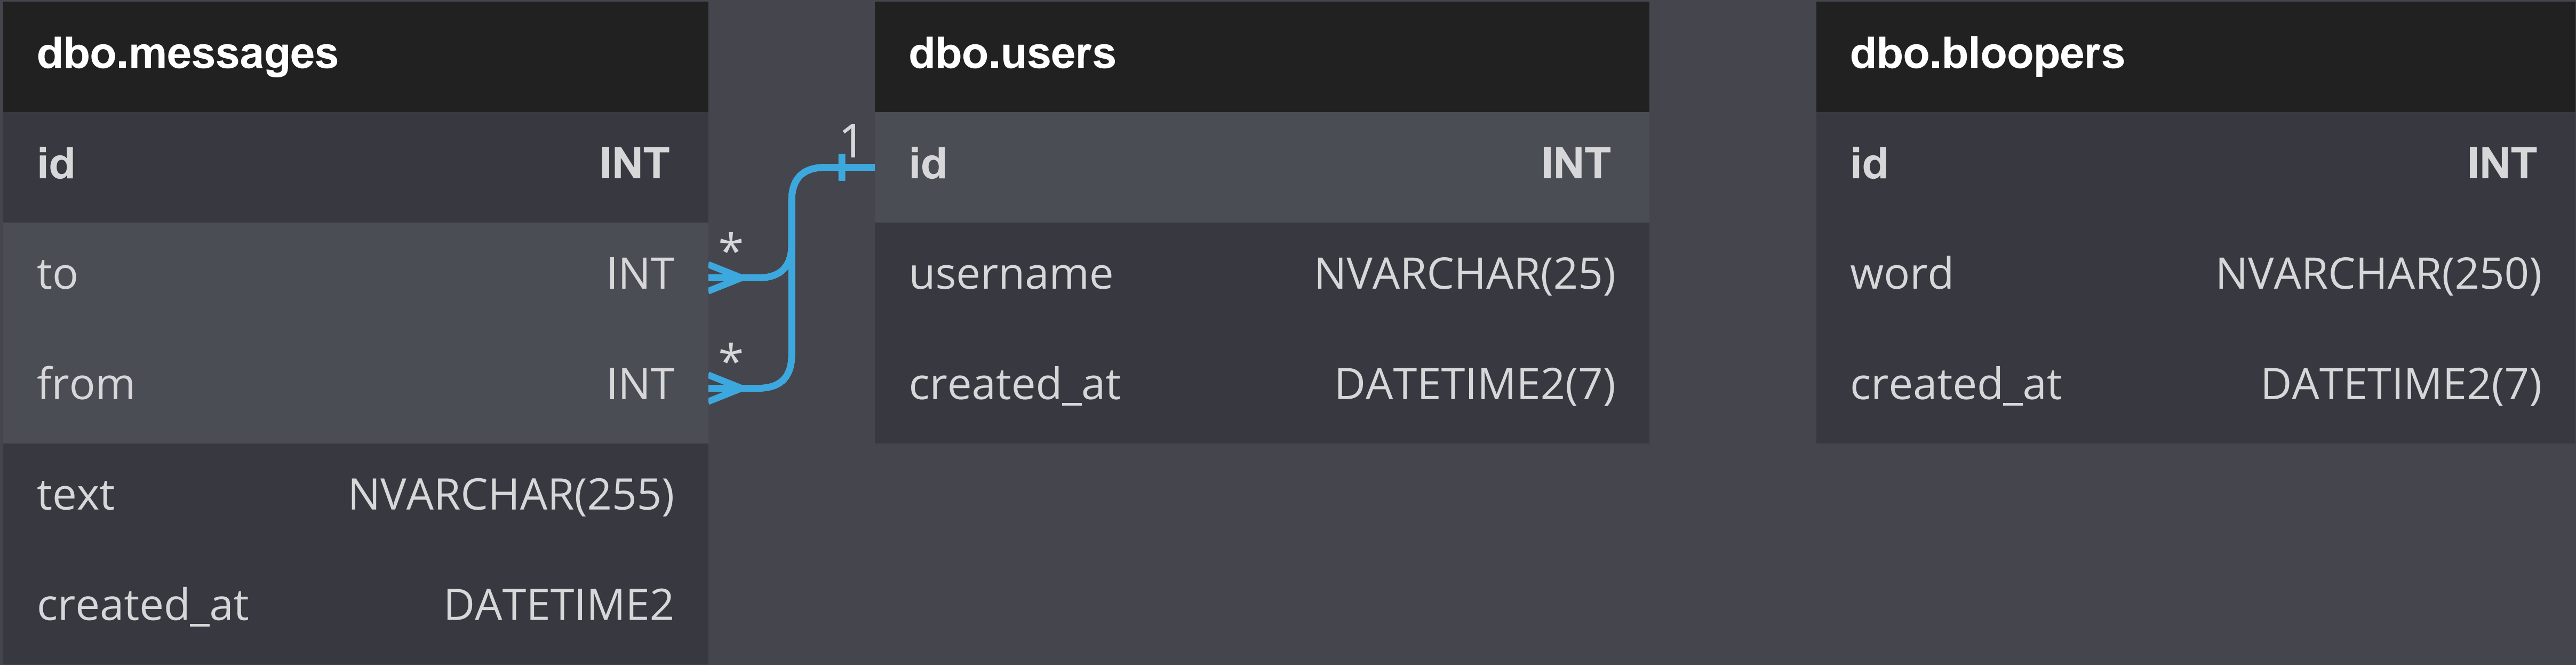 dbo.messages
id INT
to INT
from INT
text NVARCHAR(255)
created_at DATETIME2
*
*
1
dbo.users
id INT
username NVARCHAR(25)
created_at DATETIME2(7)
dbo.bloopers
id INT
word NVARCHAR(250)
created_at DATETIME2(7)